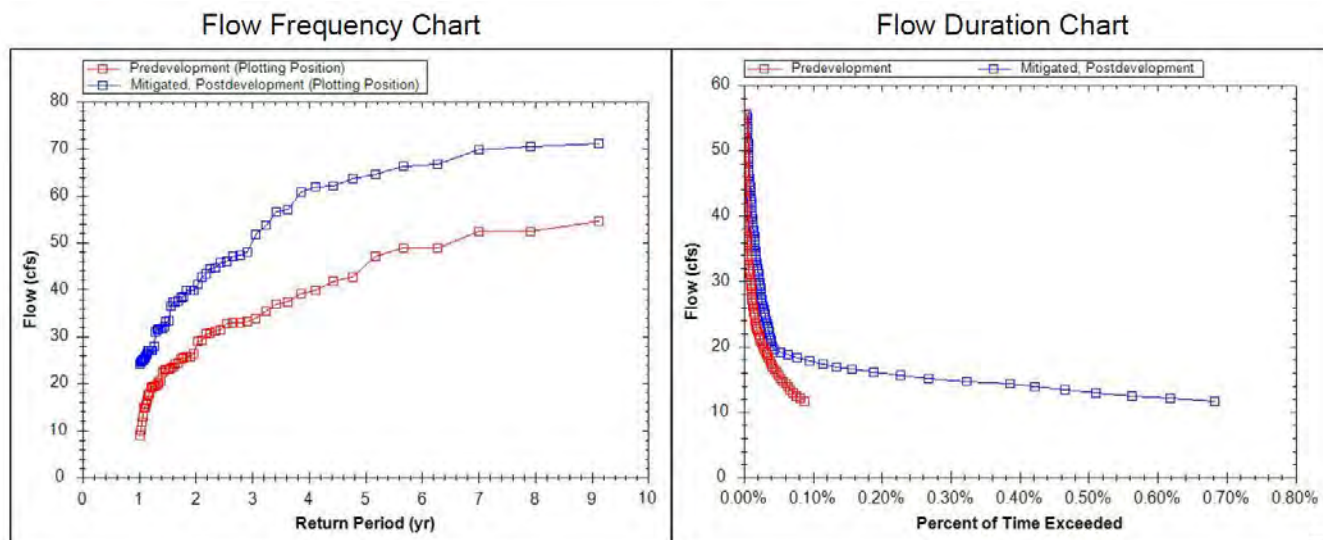 Flow Frequency Chart
Predevelopment (Plotting Position)
Mitigated, Postdevelopment (Plotting Position)
80
70
60
50
40
30
20
10
0
Flow (cfs)
0 1 2 3 4 5 6 7 8 9 10
Return Period (yr)
Flow Duration Chart
Predevelopment Mitigated, Postdevelopment
60
50
40
30
20
10
0
Flow (cfs)
0.00% 0.10% 0.20% 0.30% 0.40% 0.50% 0.60% 0.70% 0.80%
Percent of Time Exceeded